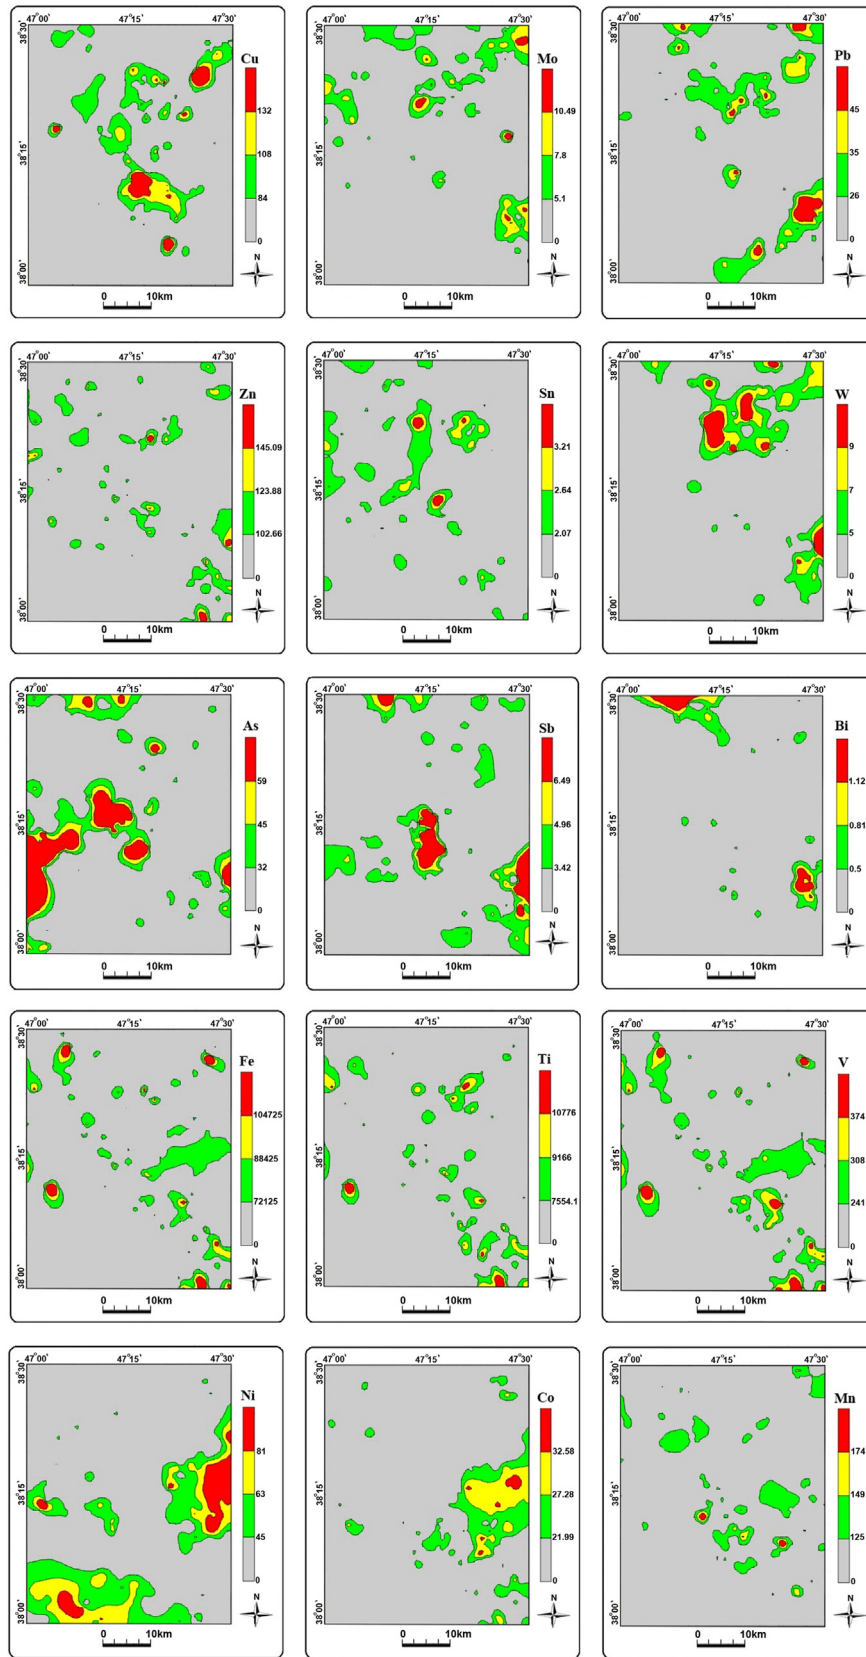 47°00` 47°15` 47°30`
38°30`
38°15`
38°00`
Cu
132
108
84
0
N
0 10km
47°00` 47°15` 47°30`
38°30`
38°15`
38°00`
Mo
10.49
7.8
5.1
0
N
0 10km
47°00` 47°15` 47°30`
38°30`
38°15`
38°00`
Pb
45
35
26
0
N
0 10km
47°00` 47°15` 47°30`
38°30`
38°15`
38°00`
Zn
145.09
123.88
102.66
0
N
0 10km
47°00` 47°15` 47°30`
38°30`
38°15`
38°00`
Sn
3.21
2.64
2.07
0
N
0 10km
47°00` 47°15` 47°30`
38°30`
38°15`
38°00`
W
9
7
5
0
N
0 10km
47°00` 47°15` 47°30`
38°30`
38°15`
38°00`
As
59
45
32
0
N
0 10km
47°00` 47°15` 47°30`
38°30`
38°15`
38°00`
Sb
6.49
4.96
3.42
0
N
0 10km
47°00` 47°15` 47°30`
38°30`
38°15`
38°00`
Bi
1.12
0.81
0.5
0
N
0 10km
47°00` 47°15` 47°30`
38°30`
38°15`
38°00`
Fe
104725
88425
72125
0
N
0 10km
47°00` 47°15` 47°30`
38°30`
38°15`
38°00`
Ti
10776
9166
7554.1
0
N
0 10km
47°00` 47°15` 47°30`
38°30`
38°15`
38°00`
V
374
308
241
0
N
0 10km
47°00` 47°15` 47°30`
38°30`
38°15`
38°00`
Ni
81
63
45
0
N
0 10km
47°00` 47°15` 47°30`
38°30`
38°15`
38°00`
Co
32.58
27.28
21.99
0
N
0 10km
47°00` 47°15` 47°30`
38°30`
38°15`
38°00`
Mn
174
149
125
0
N
0 10km